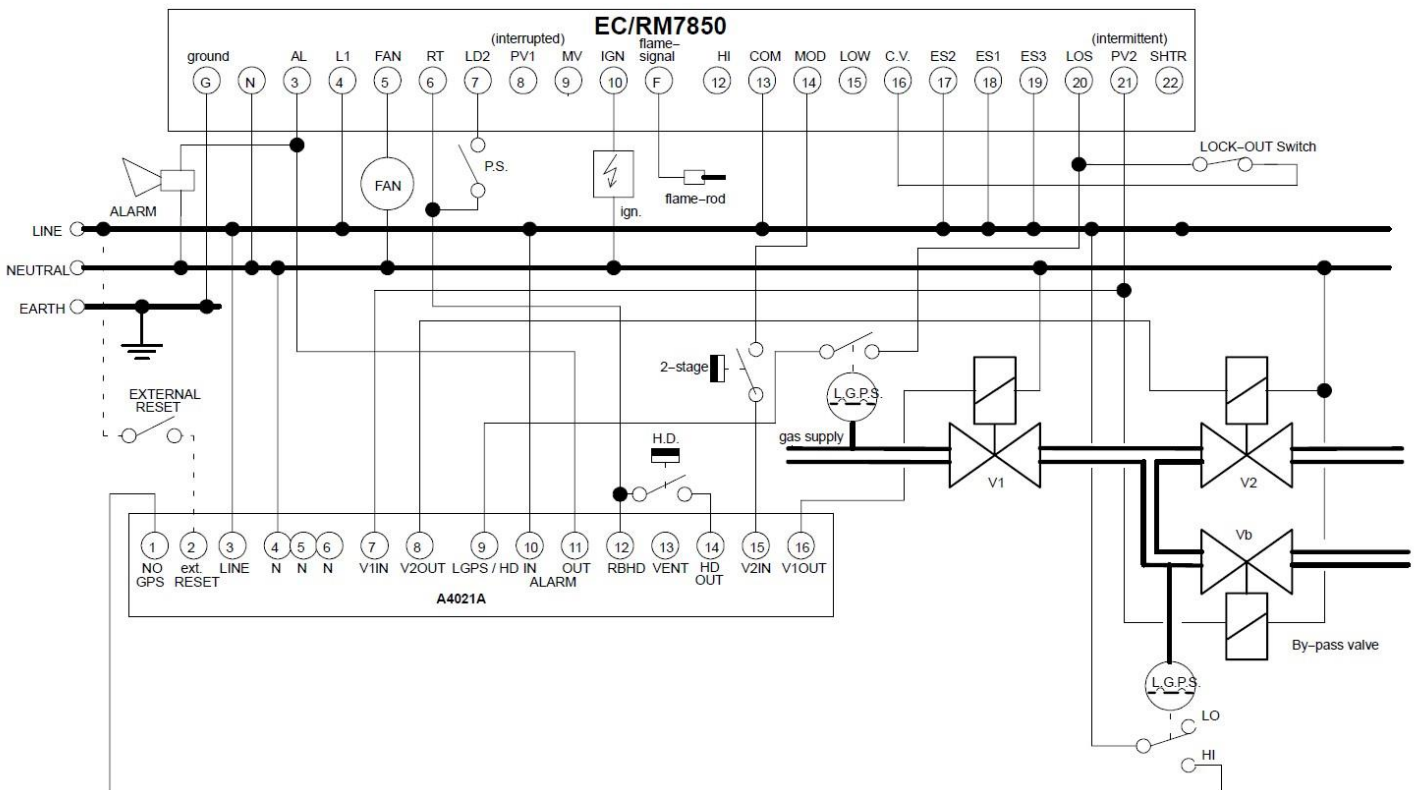 EC/RM7850
(interrupted) (intermittent)
ground AL L1 FAN RT LD2 PV1 MV IGN flame-signal HI COM MOD LOW C.V. ES2 ES1 ES3 LOS PV2 SHTR
G N 3 4 5 6 7 8 9 10 F 12 13 14 15 16 17 18 19 20 21 22
LOCK-OUT Switch
P.S.
FAN
flame-rod
ign.
ALARM
LINE
NEUTRAL
EARTH
2-stage
L.G.P.S.
EXTERNAL
RESET
H.D.
gas supply
V1
V2
Vb
1 2 3 4 5 6 7 8 9 10 11 12 13 14 15 16
NO GPS ext. RESET LINE N N N V1IN V2OUT LGPS / HD IN OUT RBHD VENT HD OUT V2IN V1OUT
ALARM
A4021A
By-pass valve
L.G.P.S.
LO
HI